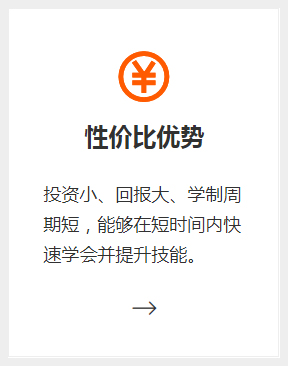 ¥
性价比优势
投资小、回报大、学制周
期短，能够在短时间内快
速学会并提升技能。